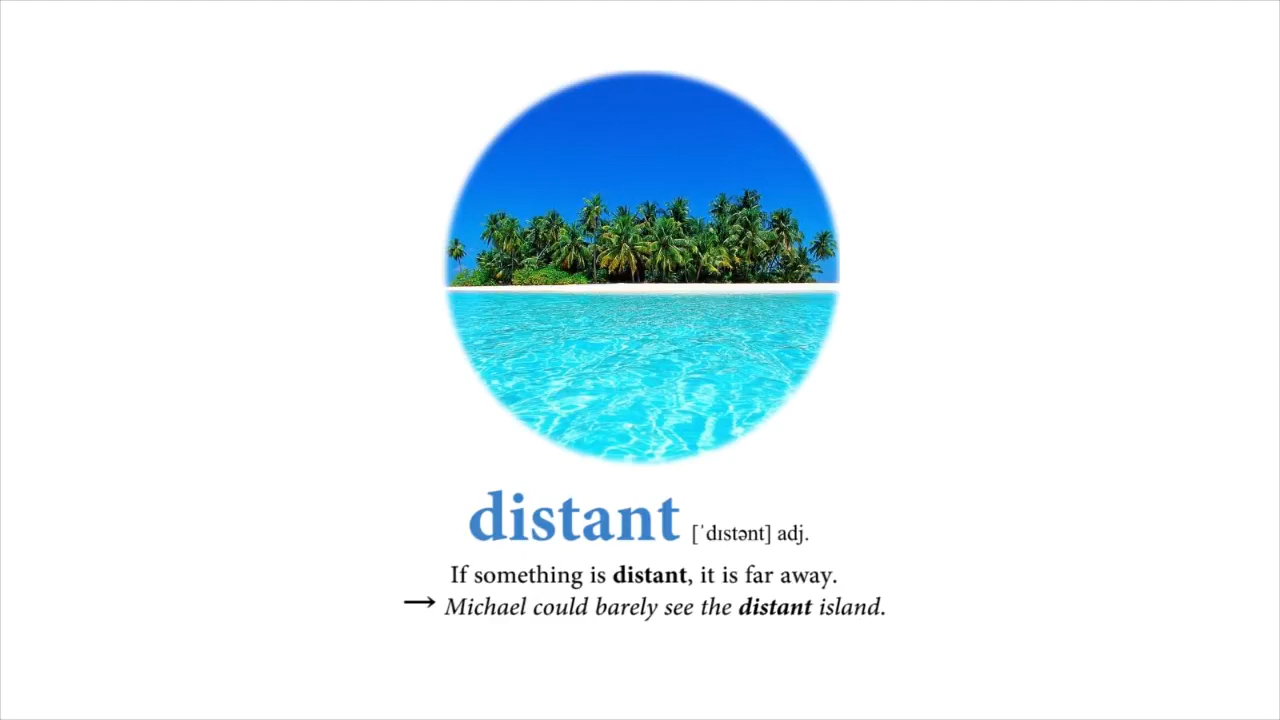 distant [ˈdɪstənt] adj.
If something is distant, it is far away.
→ Michael could barely see the distant island.